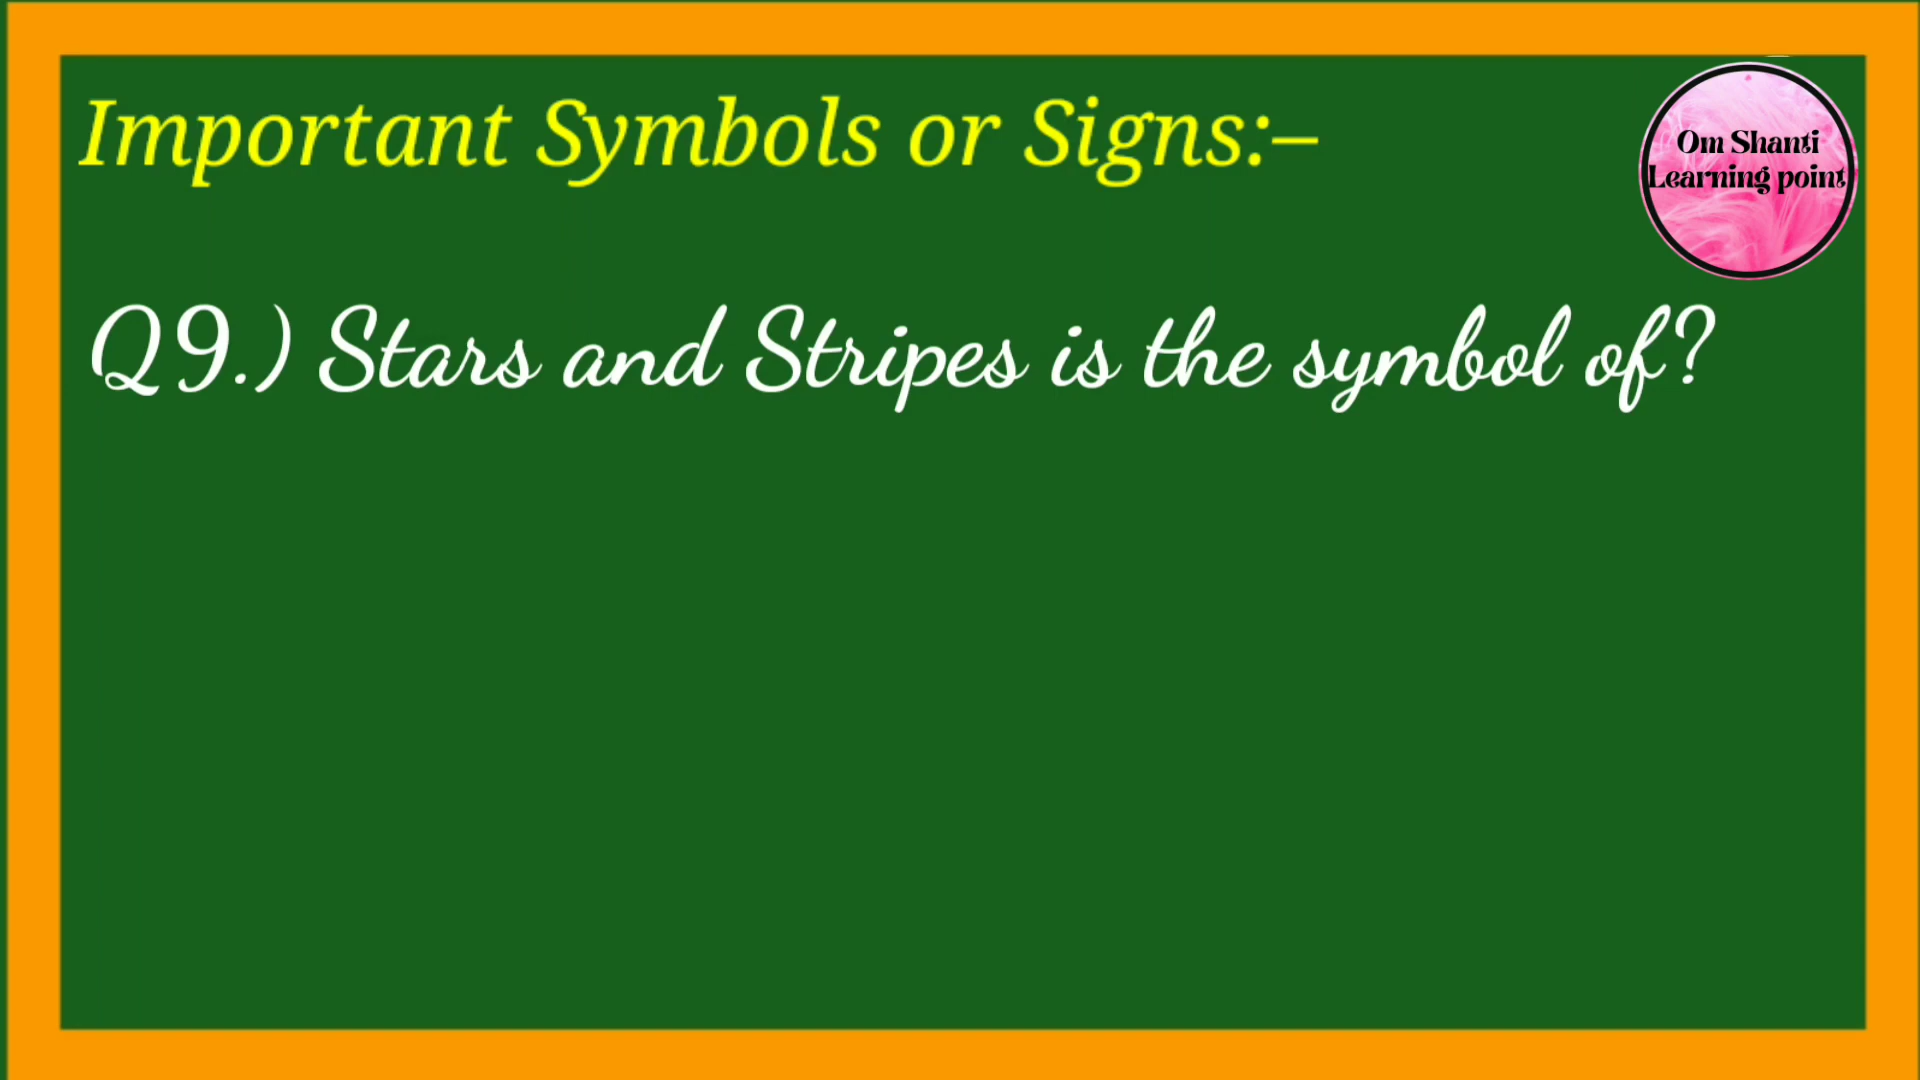 Important Symbols or Signs:–
Om Shanti
Learning point
Q9.) Stars and Stripes is the symbol of?